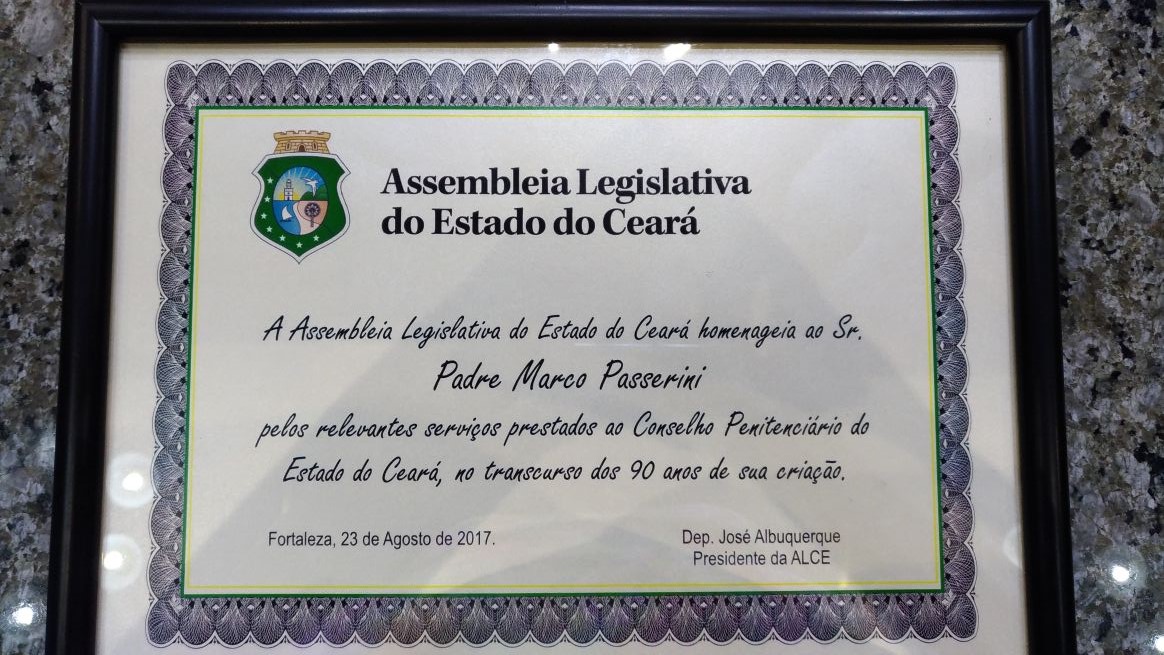 Assembleia Legislativa
do Estado do Ceará
A Assembleia Legislativa do Estado do Ceará homenageia ao Sr.
Padre Marco Passerini
pelos relevantes serviços prestados ao Conselho Penitenciário do
Estado do Ceará, no transcurso dos 90 anos de sua criação.
Fortaleza, 23 de Agosto de 2017.
Dep. José Albuquerque
Presidente da ALCE